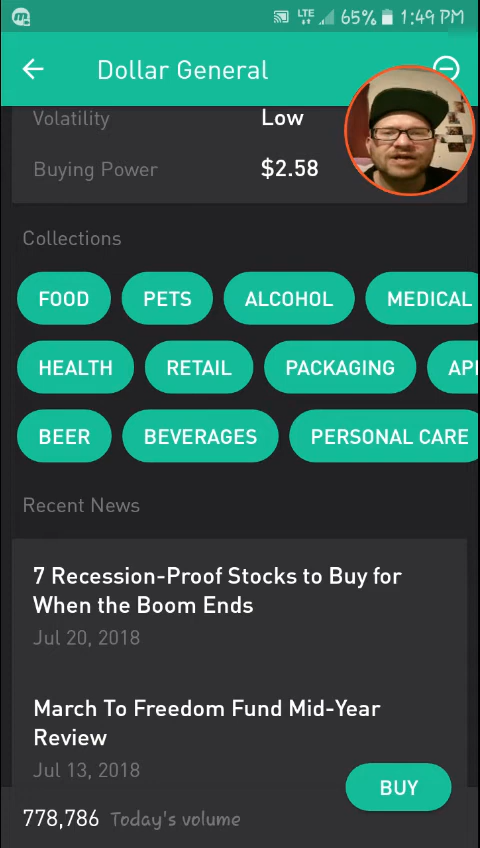 LTE 65% 1:49 PM
Dollar General
Volatility Low
Buying Power $2.58
Collections
FOOD PETS ALCOHOL MEDICAL
HEALTH RETAIL PACKAGING
BEER BEVERAGES PERSONAL CARE
Recent News
7 Recession-Proof Stocks to Buy for
When the Boom Ends
Jul 20, 2018
March To Freedom Fund Mid-Year
Review
Jul 13, 2018
BUY
778,786 Today's volume